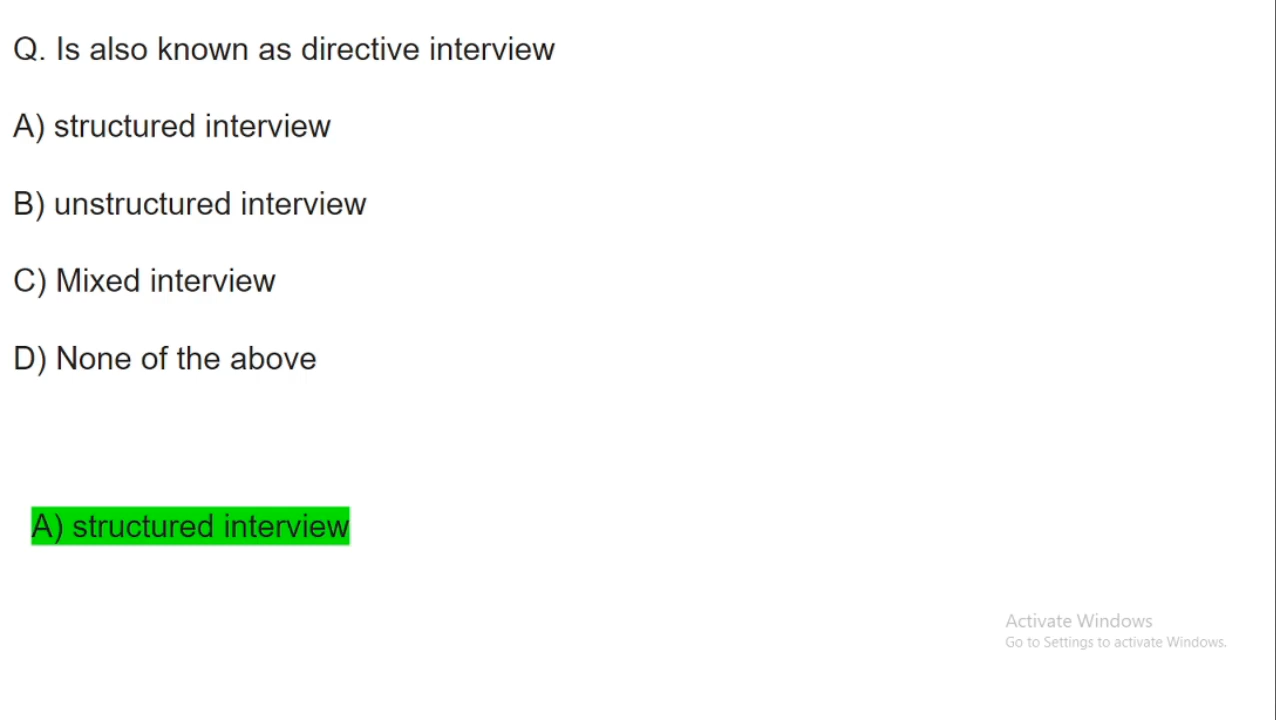 Q. Is also known as directive interview
A) structured interview
B) unstructured interview
C) Mixed interview
D) None of the above
A) structured interview
Activate Windows
Go to Settings to activate Windows.